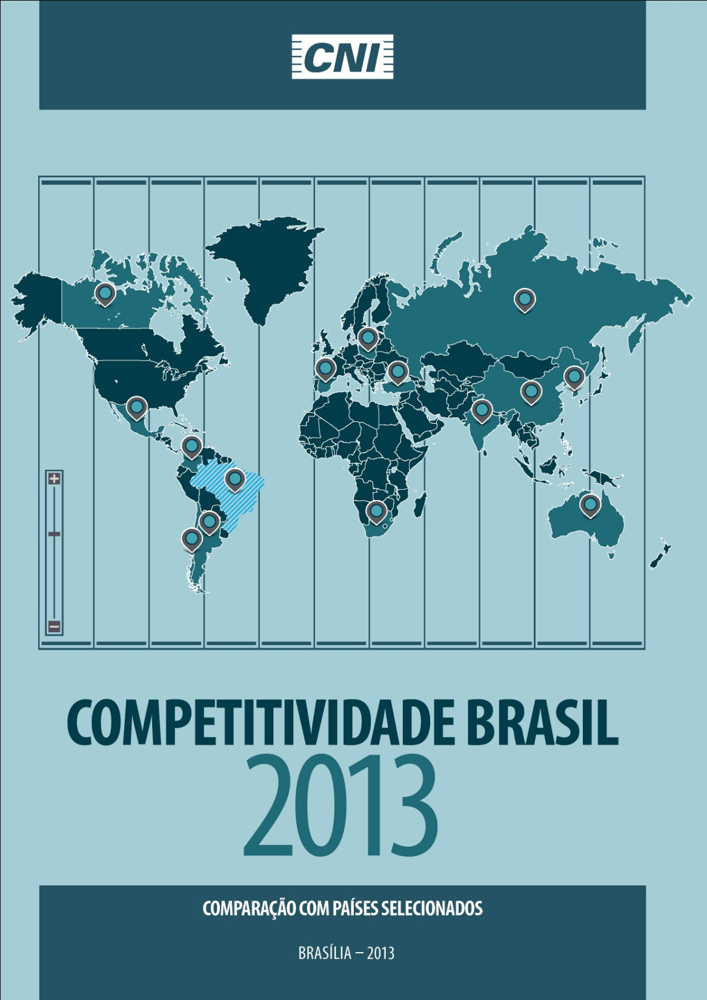 CNI
COMPETITIVIDADE BRASIL
2013
COMPARAÇÃO COM PAÍSES SELECIONADOS
BRASÍLIA – 2013